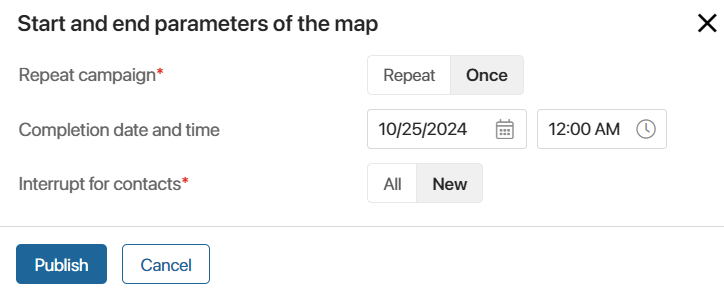 Start and end parameters of the map
Repeat campaign* Repeat Once
Completion date and time 10/25/2024 12:00 AM
Interrupt for contacts* All New
Publish Cancel